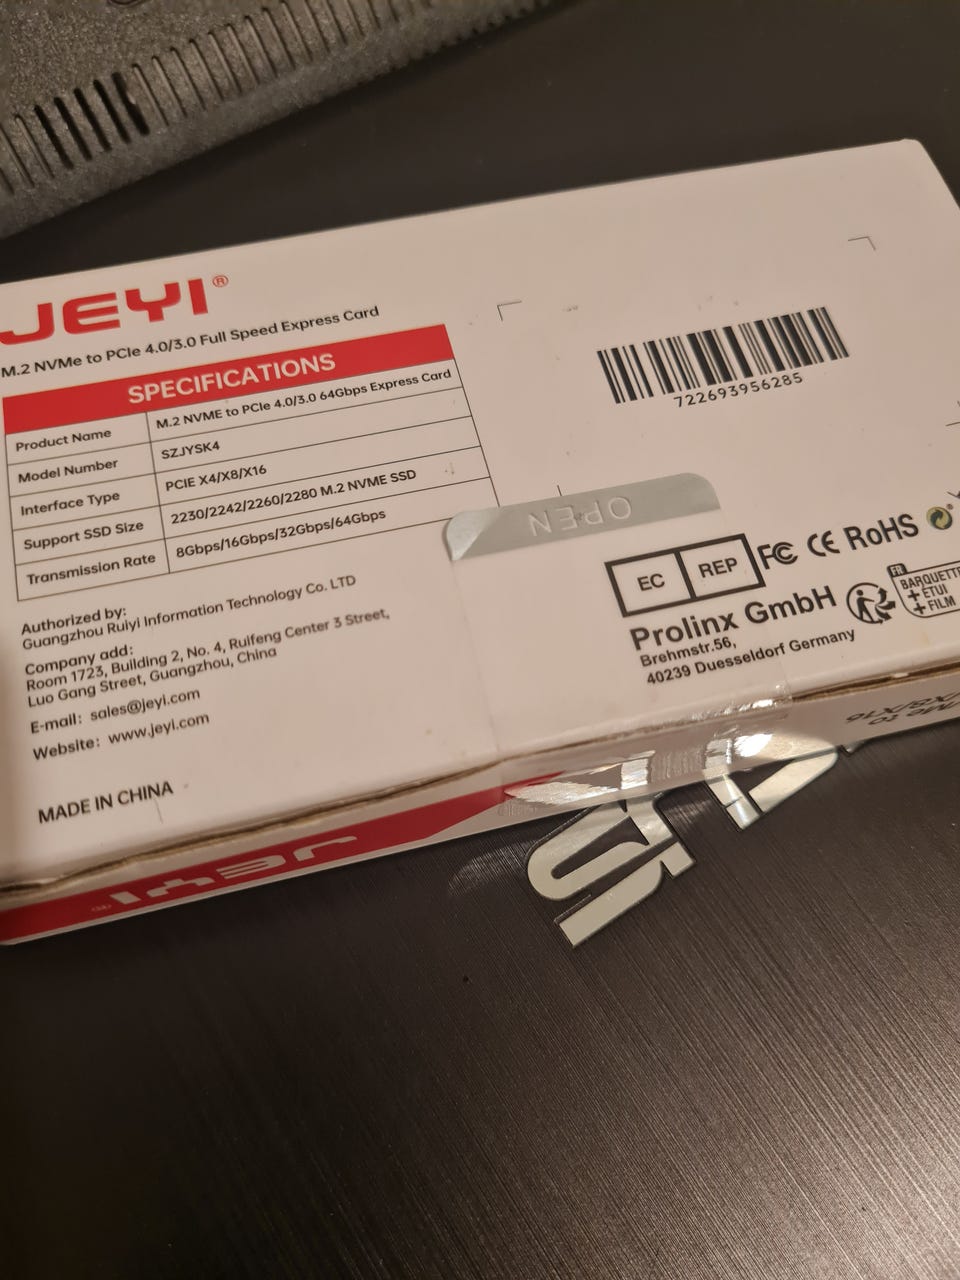 JEYI®
M.2 NVMe to PCIe 4.0/3.0 Full Speed Express Card
SPECIFICATIONS
Product Name M.2 NVME to PCIe 4.0/3.0 64Gbps Express Card
Model Number SZJYSK4
Interface Type PCIE X4/X8/X16
Support SSD Size 2230/2242/2260/2280 M.2 NVME SSD
Transmission Rate 8Gbps/16Gbps/32Gbps/64Gbps
Authorized by:
Guangzhou Ruiyi Information Technology Co. LTD
Company add:
Room 1723, Building 2, No. 4, Ruifeng Center 3 Street,
Luo Gang Street, Guangzhou, China
E-mail: sales@jeyi.com
Website: www.jeyi.com
MADE IN CHINA
722693956285
OPEN
EC REP FC CE RoHS
Prolinx GmbH
Brehmstr.56,
40239 Duesseldorf Germany
FR
BARQUETTE
+ ÉTUI
+ FILM
JEYI®